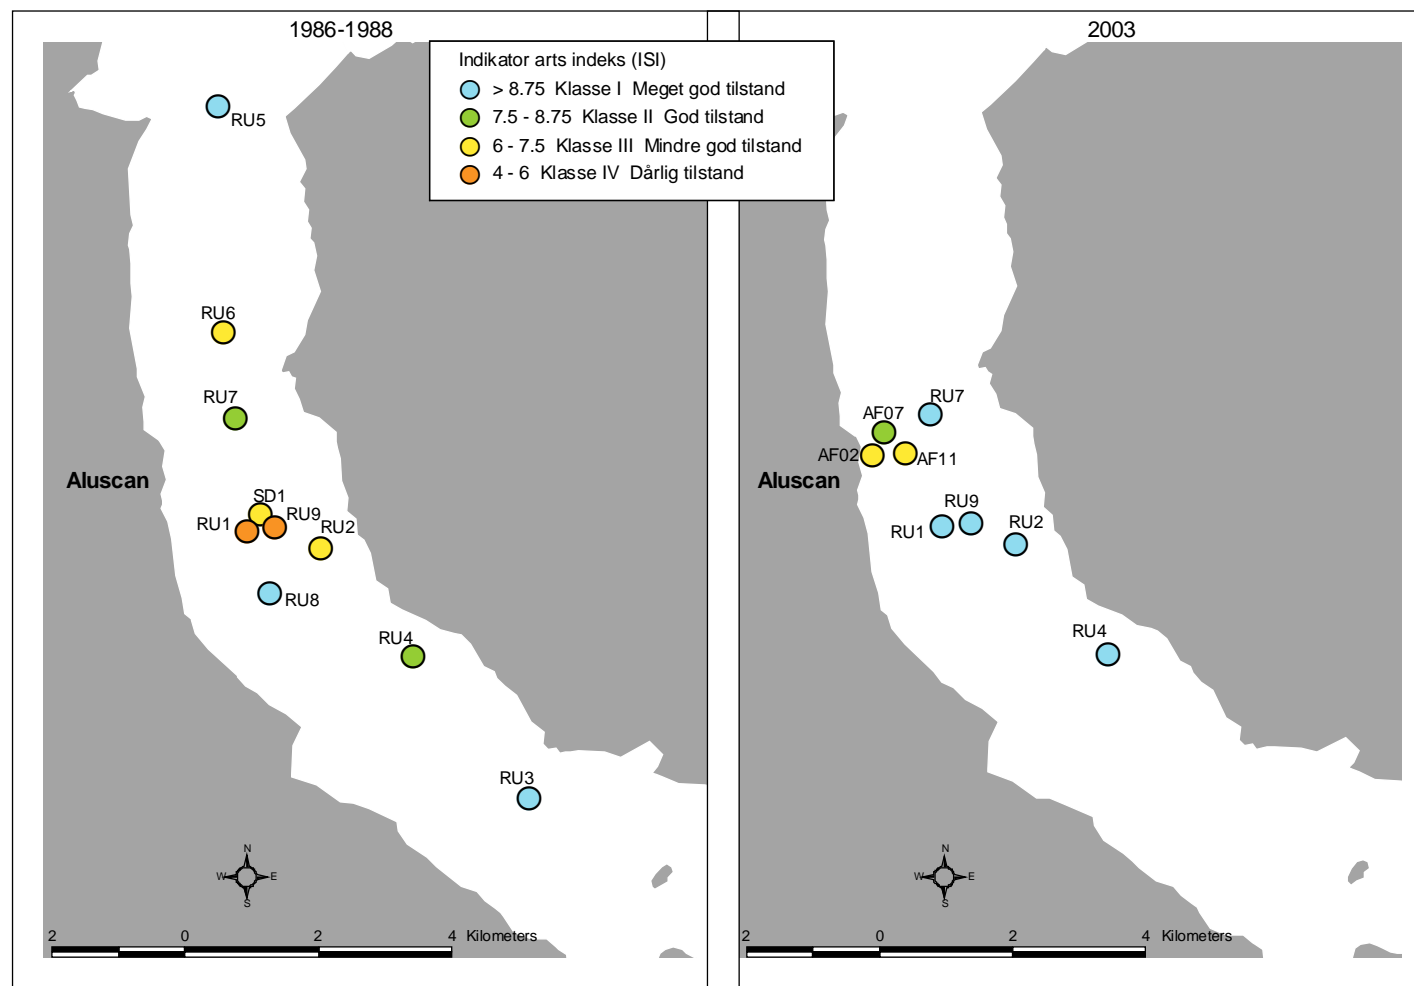 1986-1988
2003
Indikator arts indeks (ISI)
> 8.75 Klasse I Meget god tilstand
7.5 - 8.75 Klasse II God tilstand
6 - 7.5 Klasse III Mindre god tilstand
4 - 6 Klasse IV Dårlig tilstand
RU5
RU6
RU7
Aluscan
SD1
RU1
RU9
RU2
RU8
RU4
RU3
N
W E
S
2 0 2 4 Kilometers
RU7
AF07
AF02
AF11
Aluscan
RU9
RU1
RU2
RU4
N
W E
S
2 0 2 4 Kilometers